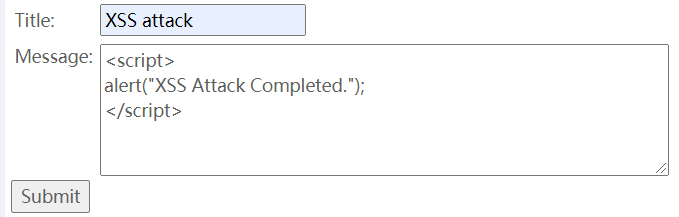 Title: XSS attack
Message: <script>
alert("XSS Attack Completed.");
</script>
Submit